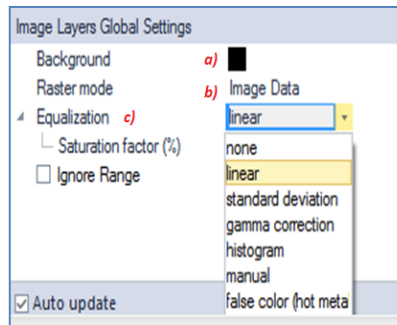 Image Layers Global Settings
Background a)
Raster mode b) Image Data
Equalization c) linear
Saturation factor (%) none
linear
Ignore Range standard deviation
gamma correction
histogram
manual
Auto update false color (hot meta